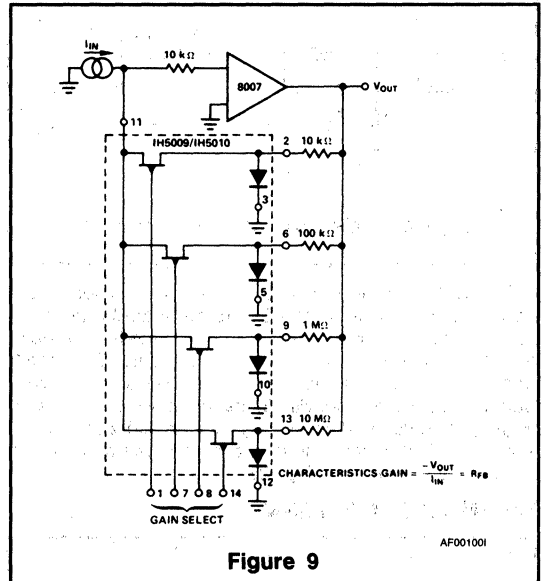 IIN
10 kΩ
8007
VOUT
11
IH5009/IH5010
2 10 kΩ
3
6 100 kΩ
5
9 1 MΩ
10
13 10 MΩ
12
CHARACTERISTICS GAIN = -VOUT / IIN = RFB
1 7 8 14
GAIN SELECT
AF00100I
Figure 9